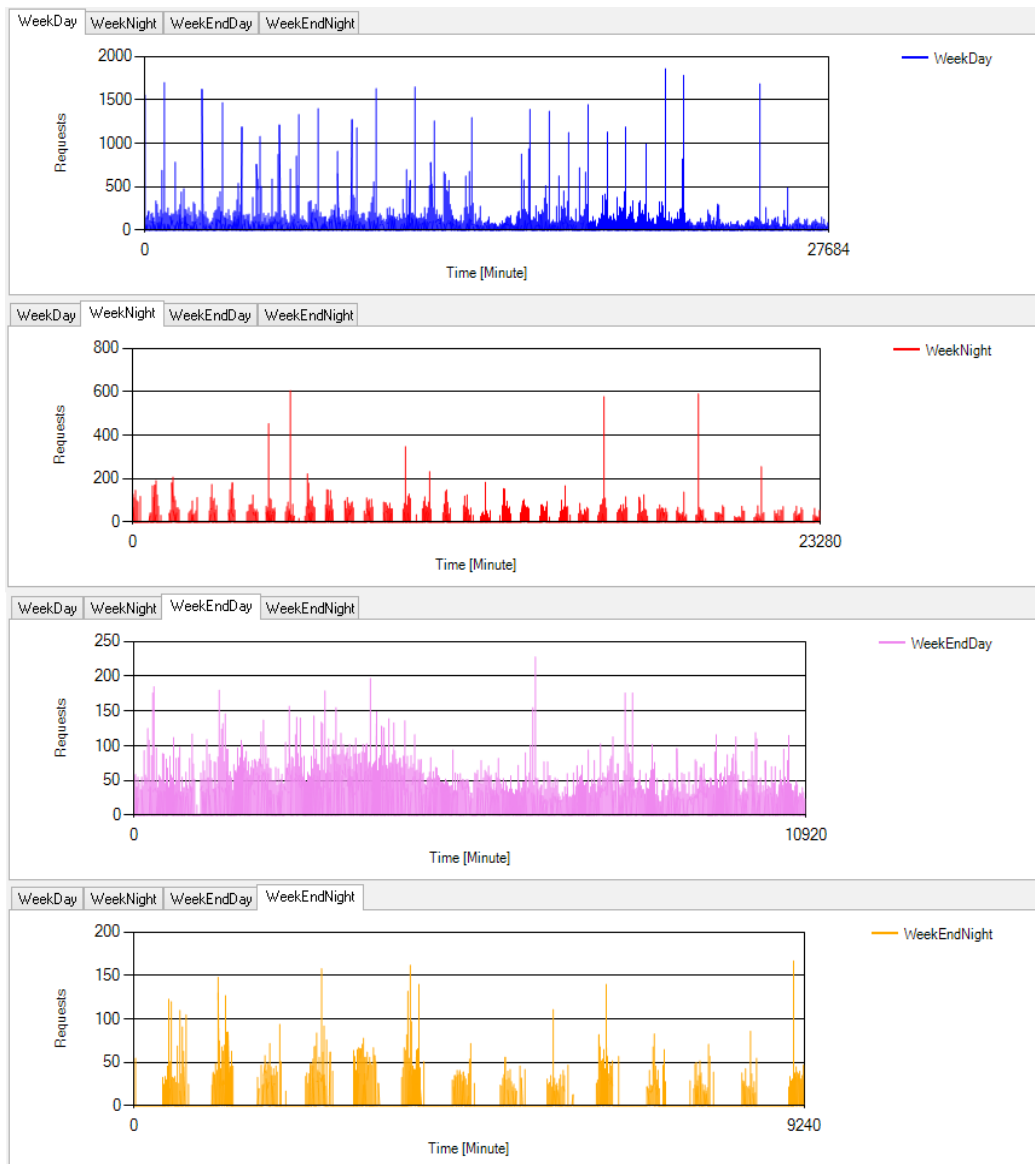 WeekDay WeekNight WeekEndDay WeekEndNight
2000
1500
1000
500
0
Requests
0 27684
Time [Minute]
WeekDay
WeekDay WeekNight WeekEndDay WeekEndNight
800
600
400
200
0
Requests
0 23280
Time [Minute]
WeekNight
WeekDay WeekNight WeekEndDay WeekEndNight
250
200
150
100
50
0
Requests
0 10920
Time [Minute]
WeekEndDay
WeekDay WeekNight WeekEndDay WeekEndNight
200
150
100
50
0
Requests
0 9240
Time [Minute]
WeekEndNight